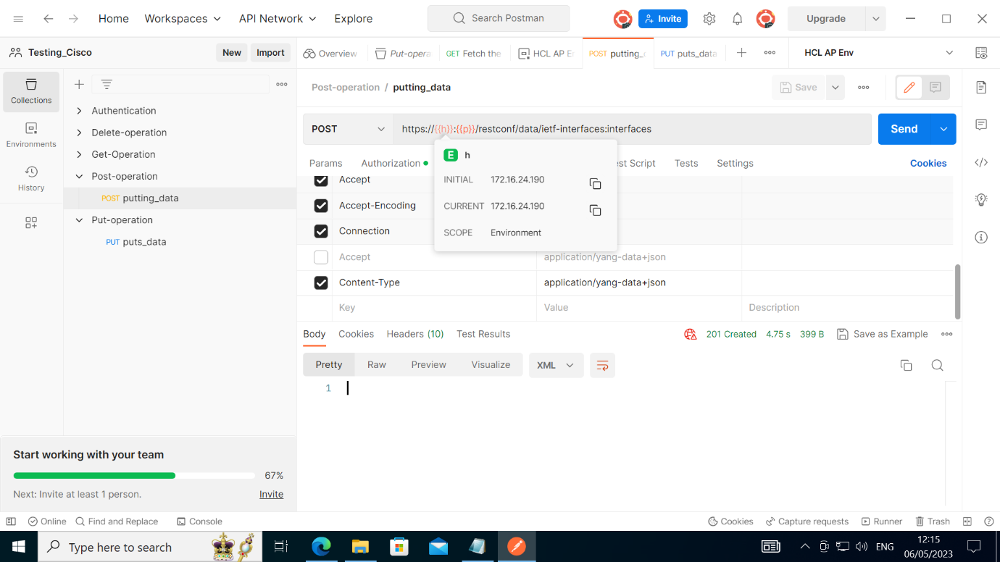 Home Workspaces API Network Explore Search Postman Invite Upgrade
Testing_Cisco New Import
Overview Put-opera GET Fetch the HCL AP E POST putting_ PUT puts_data HCL AP Env
Collections
Environments
History
Authentication
Delete-operation
Get-Operation
Post-operation
POST putting_data
Put-operation
PUT puts_data
Start working with your team
67%
Next: Invite at least 1 person. Invite
Post-operation / putting_data Save
POST https://{{h}}:{{p}}/restconf/data/ietf-interfaces:interfaces Send
Params Authorization est Script Tests Settings Cookies
E h
INITIAL 172.16.24.190
CURRENT 172.16.24.190
SCOPE Environment
Accept
Accept-Encoding
Connection
Accept application/yang-data+json
Content-Type application/yang-data+json
Key Value Description
Body Cookies Headers (10) Test Results 201 Created 4.75 s 399 B Save as Example
Pretty Raw Preview Visualize XML
1
Online Find and Replace Console Cookies Capture requests Runner Trash
Type here to search ENG 12:15
06/05/2023